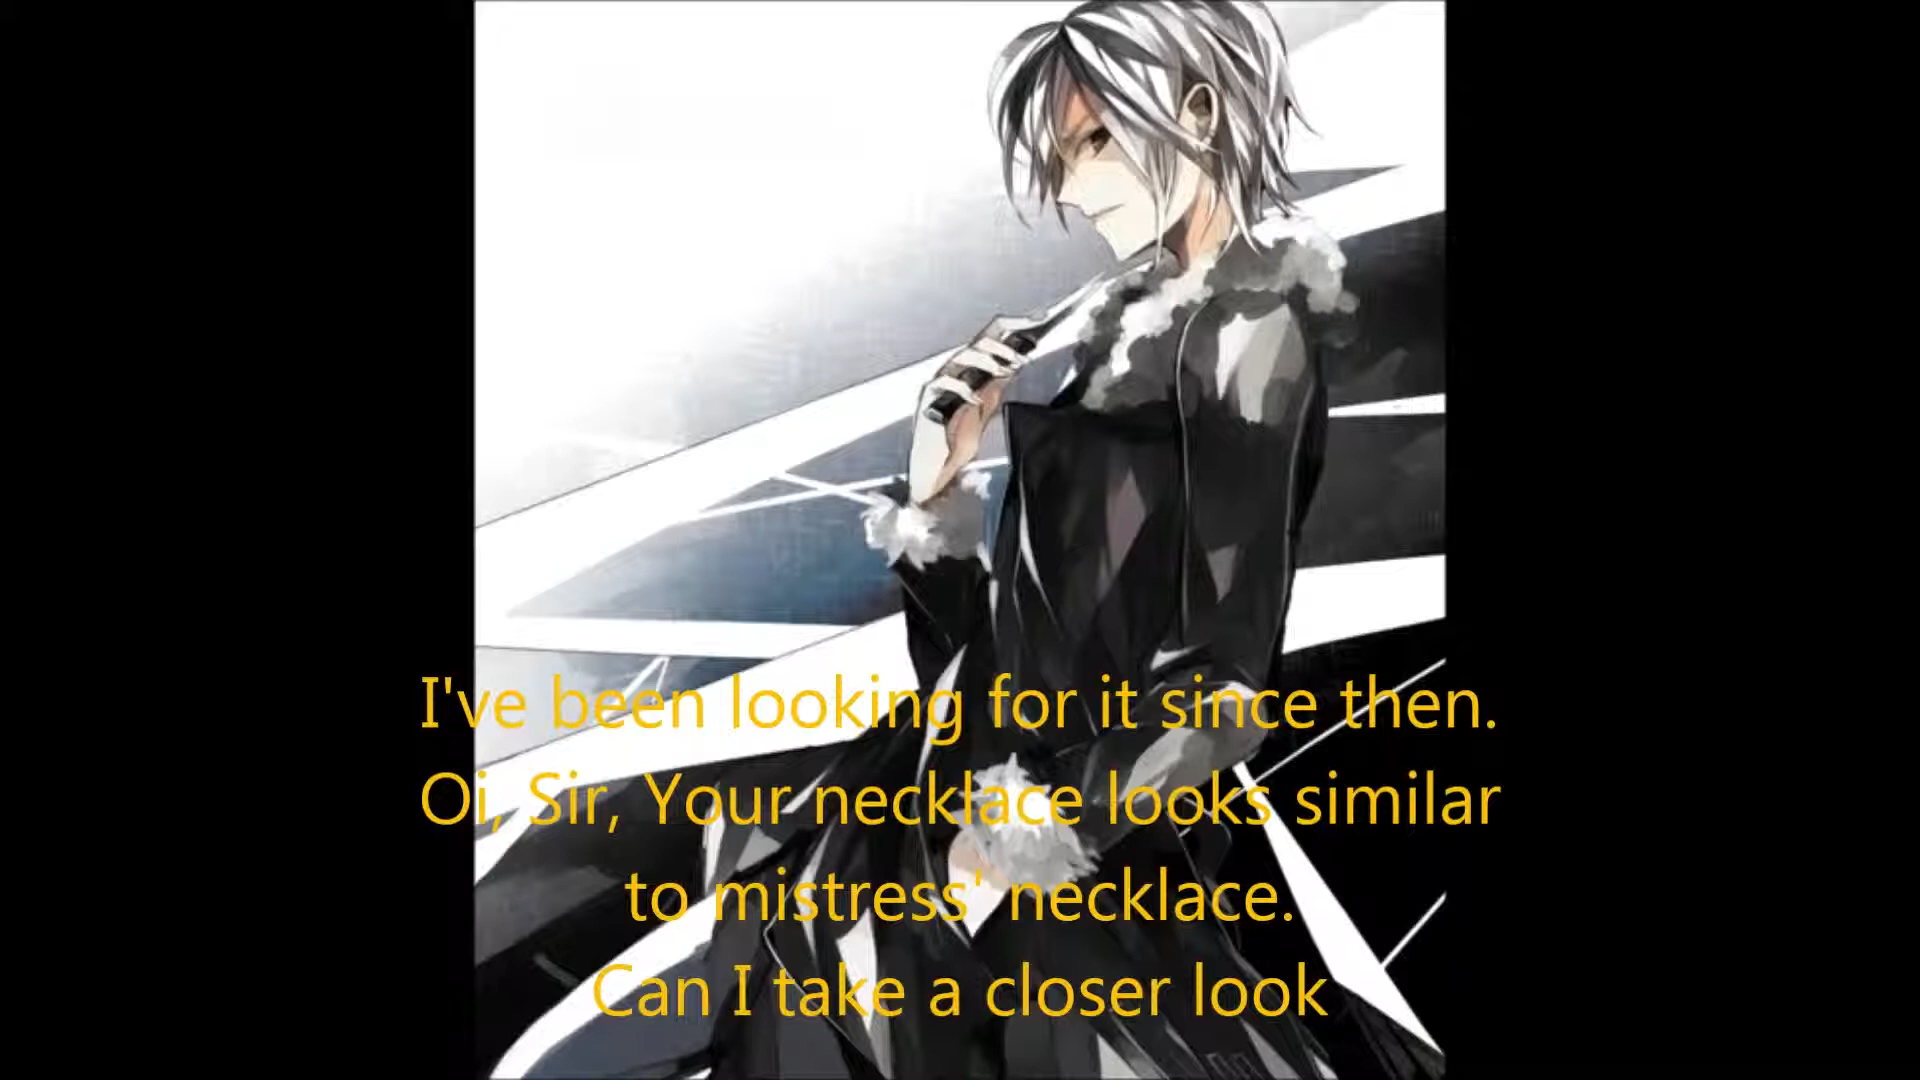 I've been looking for it since then.
Oi, Sir, Your necklace looks similar
to mistress' necklace.
Can I take a closer look